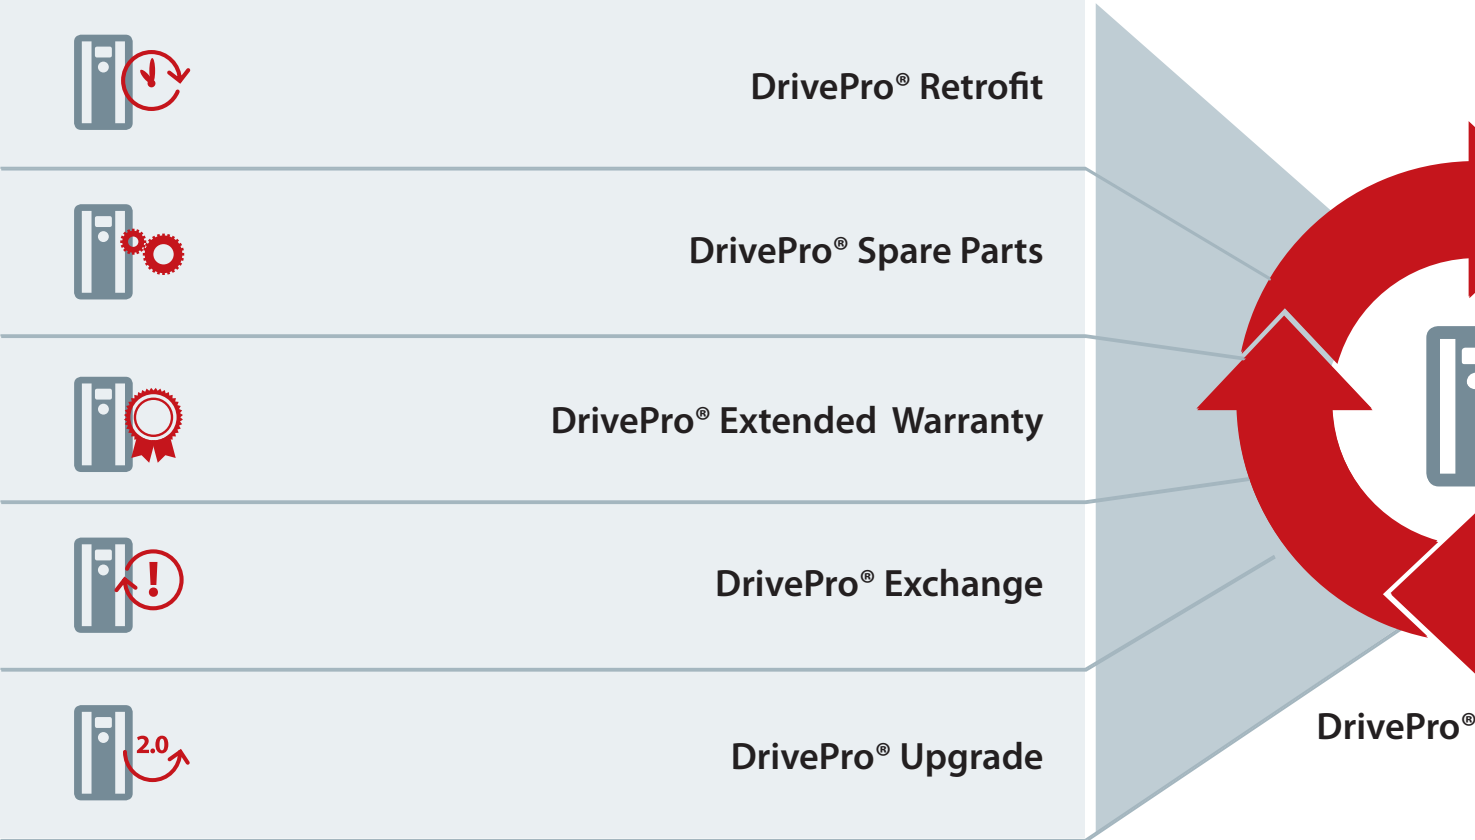 DrivePro® Retrofit
DrivePro® Spare Parts
DrivePro® Extended Warranty
!
DrivePro® Exchange
2.0
DrivePro® Upgrade
DrivePro®